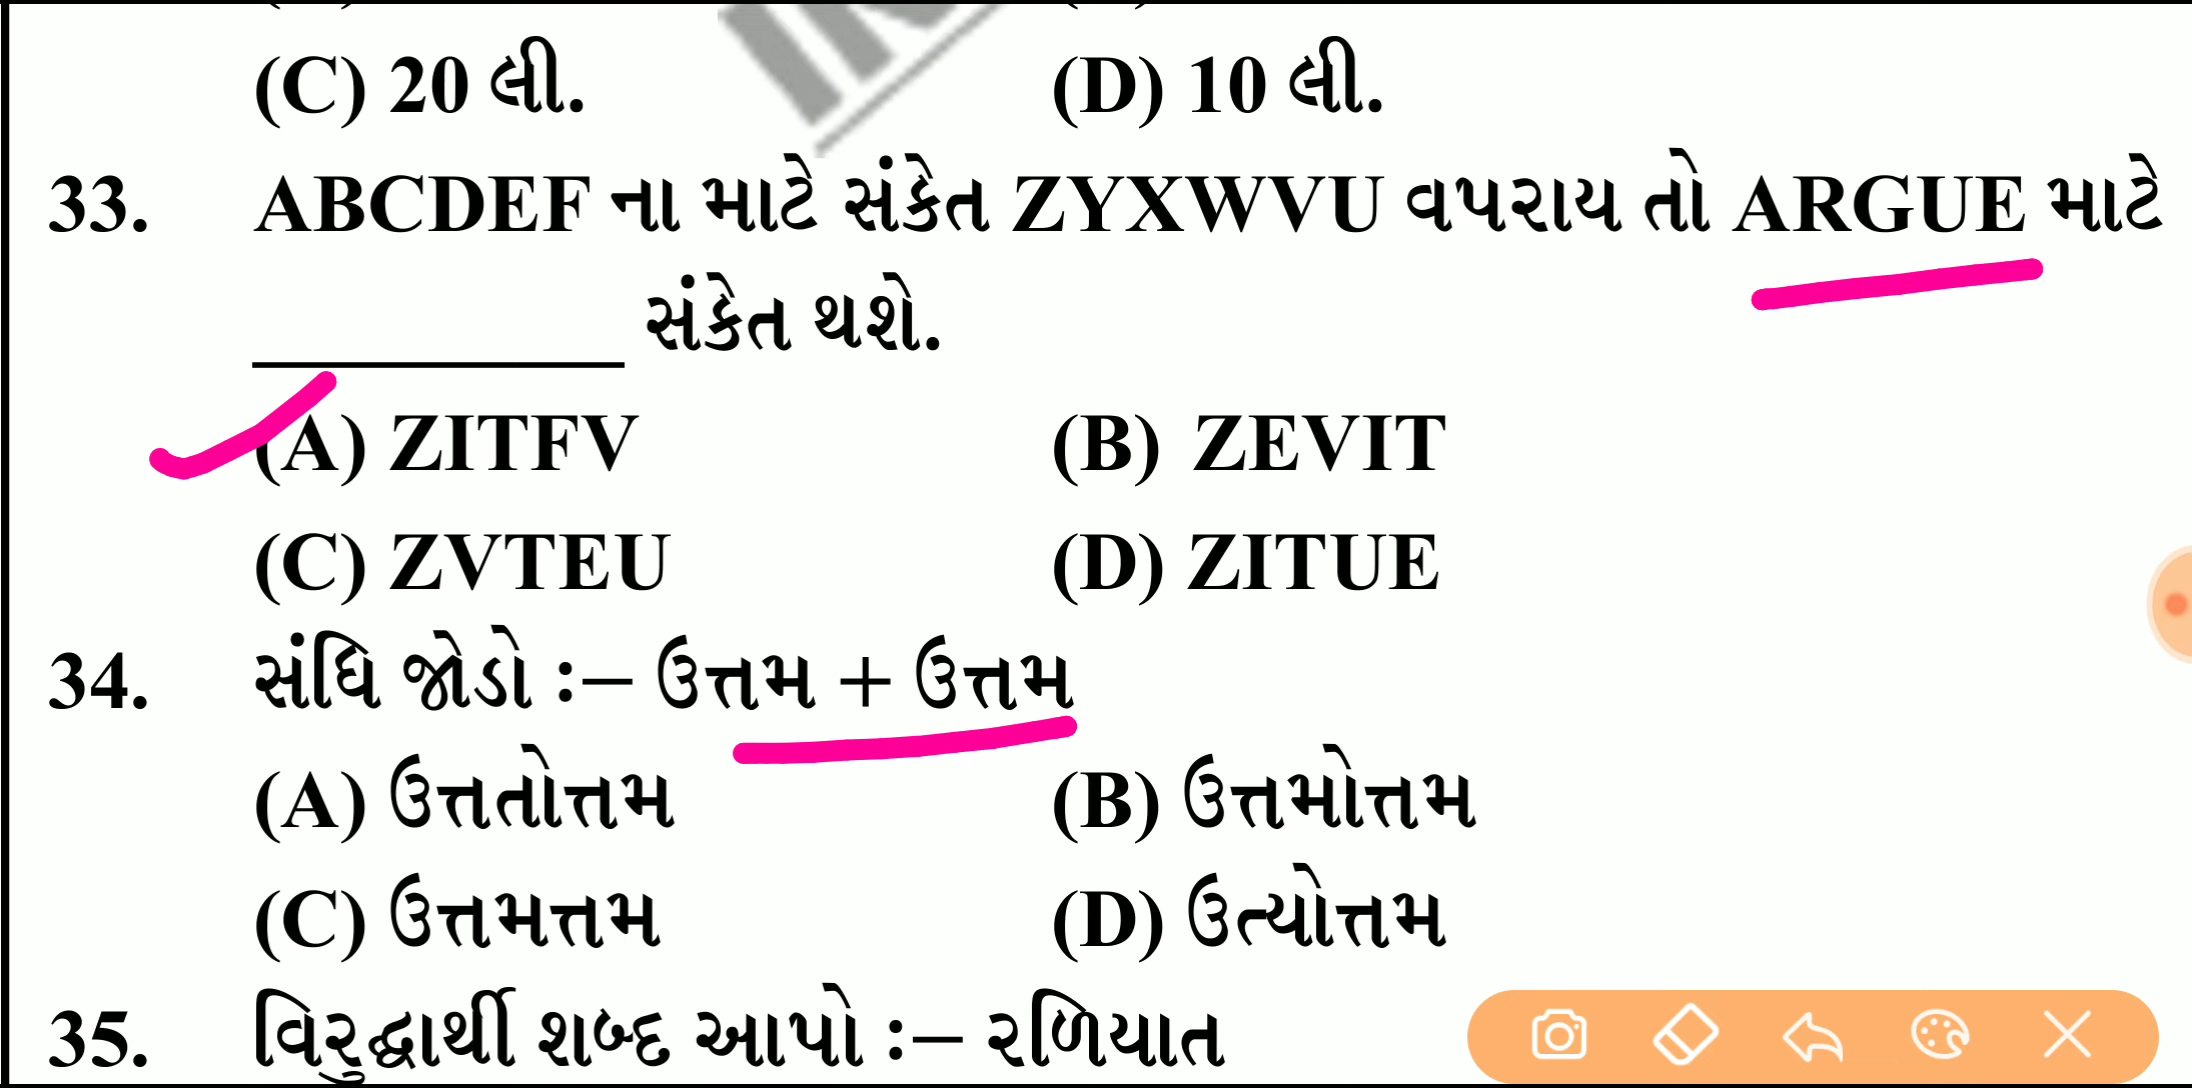 (C) 20 લી. (D) 10 લી.
33. ABCDEF ના માટે સંકેત ZYXWVU વપરાય તો ARGUE માટે
__________ સંકેત થશે.
(A) ZITFV (B) ZEVIT
(C) ZVTEU (D) ZITUE
34. સંધિ જોડો :– ઉત્તમ + ઉત્તમ
(A) ઉત્તતોત્તમ (B) ઉત્તમોત્તમ
(C) ઉત્તમત્તમ (D) ઉત્યોત્તમ
35. વિરુદ્ધાર્થી શબ્દ આપો :– રળિયાત